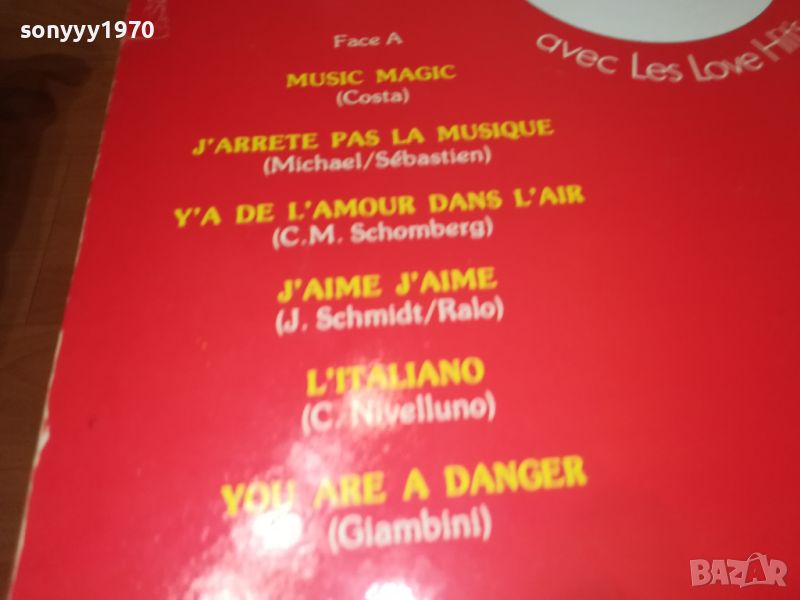 sonyyy1970
Face A
avec Les Love Hits
MUSIC MAGIC
(Costa)
J'ARRETE PAS LA MUSIQUE
(Michael/Sébastien)
Y'A DE L'AMOUR DANS L'AIR
(C.M. Schomberg)
J'AIME J'AIME
(J. Schmidt/Ralo)
L'ITALIANO
(C. Nivelluno)
YOU ARE A DANGER
(Giambini)
BAZAR